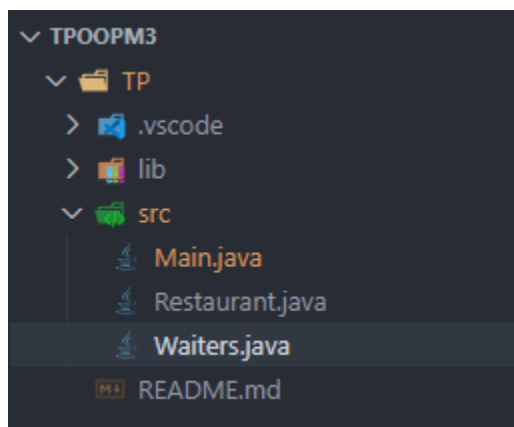 TPOOPM3
TP
.vscode
lib
src
Main.java
Restaurant.java
Waiters.java
M↓ README.md